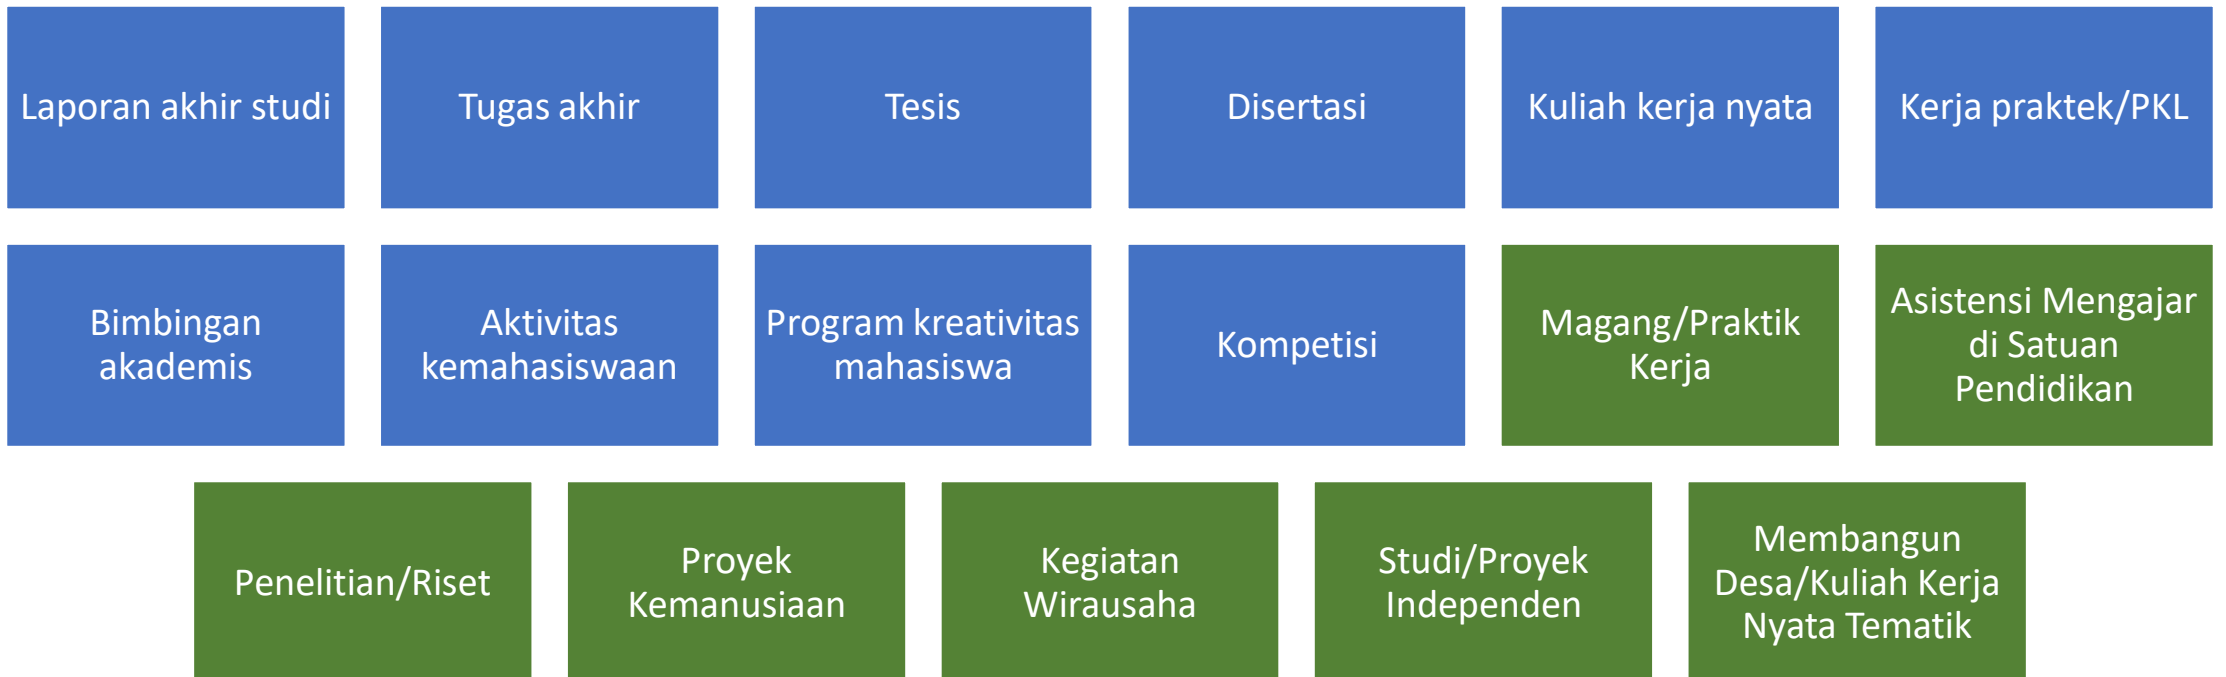 Laporan akhir studi
Tugas akhir
Tesis
Disertasi
Kuliah kerja nyata
Kerja praktek/PKL
Bimbingan
akademis
Aktivitas
kemahasiswaan
Program kreativitas
mahasiswa
Kompetisi
Magang/Praktik
Kerja
Asistensi Mengajar
di Satuan
Pendidikan
Penelitian/Riset
Proyek
Kemanusiaan
Kegiatan
Wirausaha
Studi/Proyek
Independen
Membangun
Desa/Kuliah Kerja
Nyata Tematik